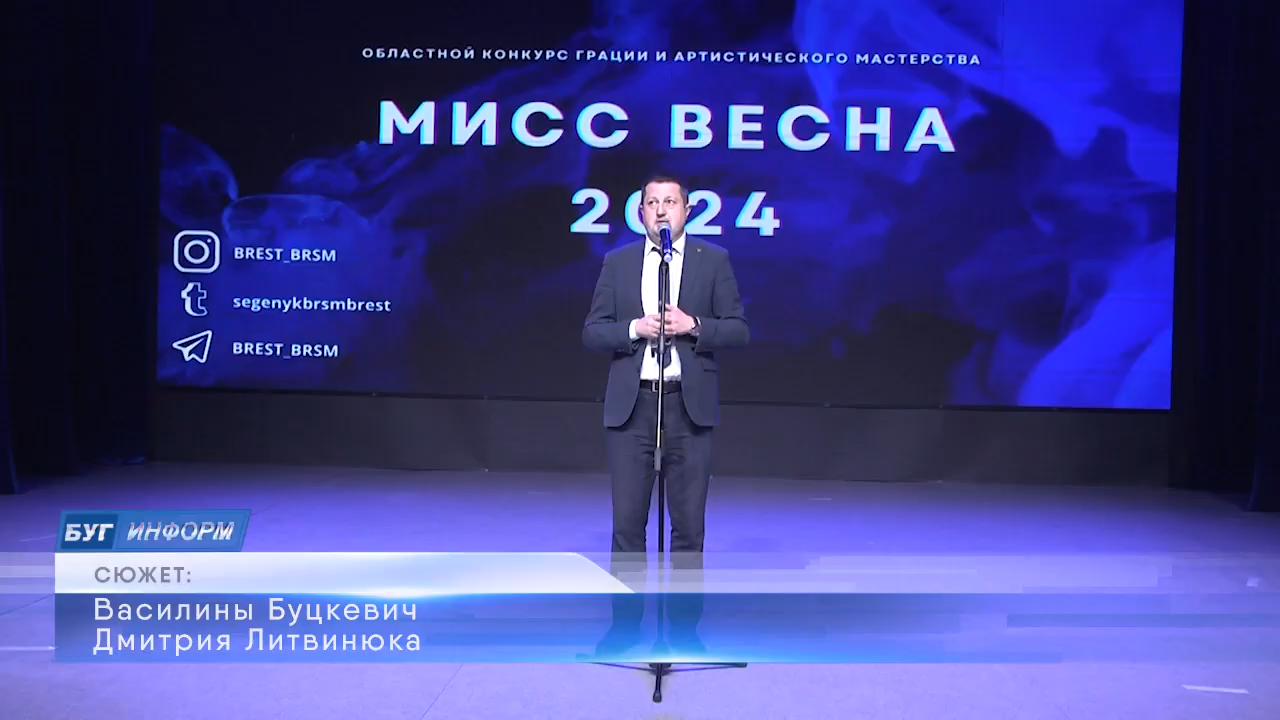 ОБЛАСТНОЙ КОНКУРС ГРАЦИИ И АРТИСТИЧЕСКОГО МАСТЕРСТВА
МИСС ВЕСНА
2024
BREST_BRSM
segenykbrsmbrest
BREST_BRSM
БУГ ИНФОРМ
СЮЖЕТ:
Василины Буцкевич
Дмитрия Литвинюка